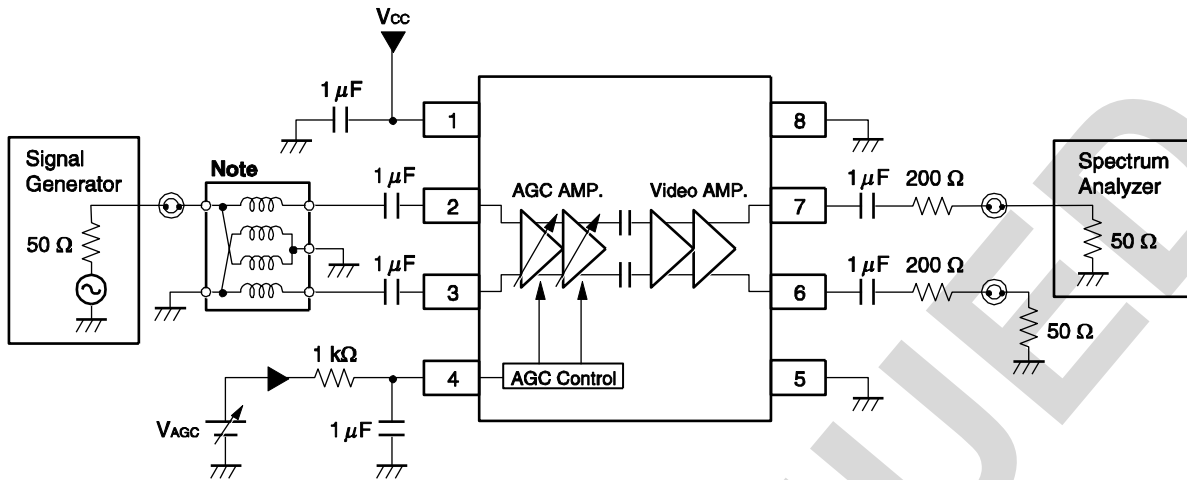 VCC
1 μF
1
8
Signal
Generator
50 Ω
Note
1 μF
2
AGC AMP.
Video AMP.
7
1 μF
200 Ω
Spectrum
Analyzer
50 Ω
1 μF
3
6
1 μF
200 Ω
50 Ω
1 kΩ
4
AGC Control
5
VAGC
1 μF
UED